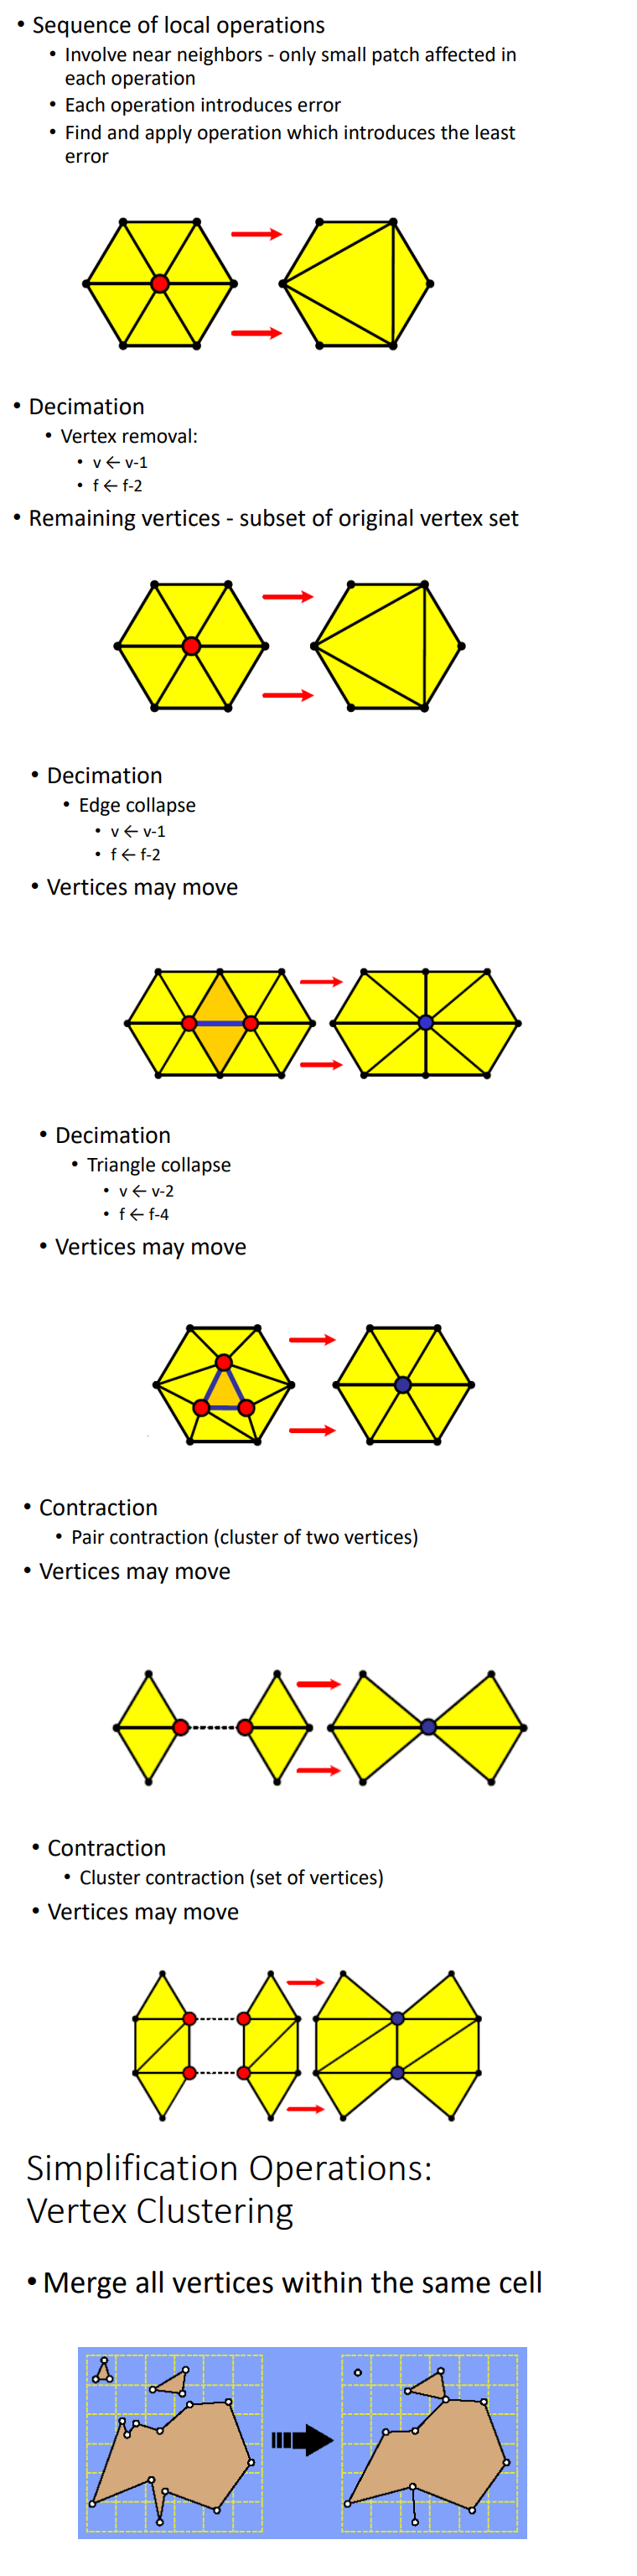 • Sequence of local operations
• Involve near neighbors - only small patch affected in
each operation
• Each operation introduces error
• Find and apply operation which introduces the least
error
• Decimation
• Vertex removal:
• v ← v-1
• f ← f-2
• Remaining vertices - subset of original vertex set
• Decimation
• Edge collapse
• v ← v-1
• f ← f-2
• Vertices may move
• Decimation
• Triangle collapse
• v ← v-2
• f ← f-4
• Vertices may move
• Contraction
• Pair contraction (cluster of two vertices)
• Vertices may move
• Contraction
• Cluster contraction (set of vertices)
• Vertices may move
Simplification Operations:
Vertex Clustering
• Merge all vertices within the same cell